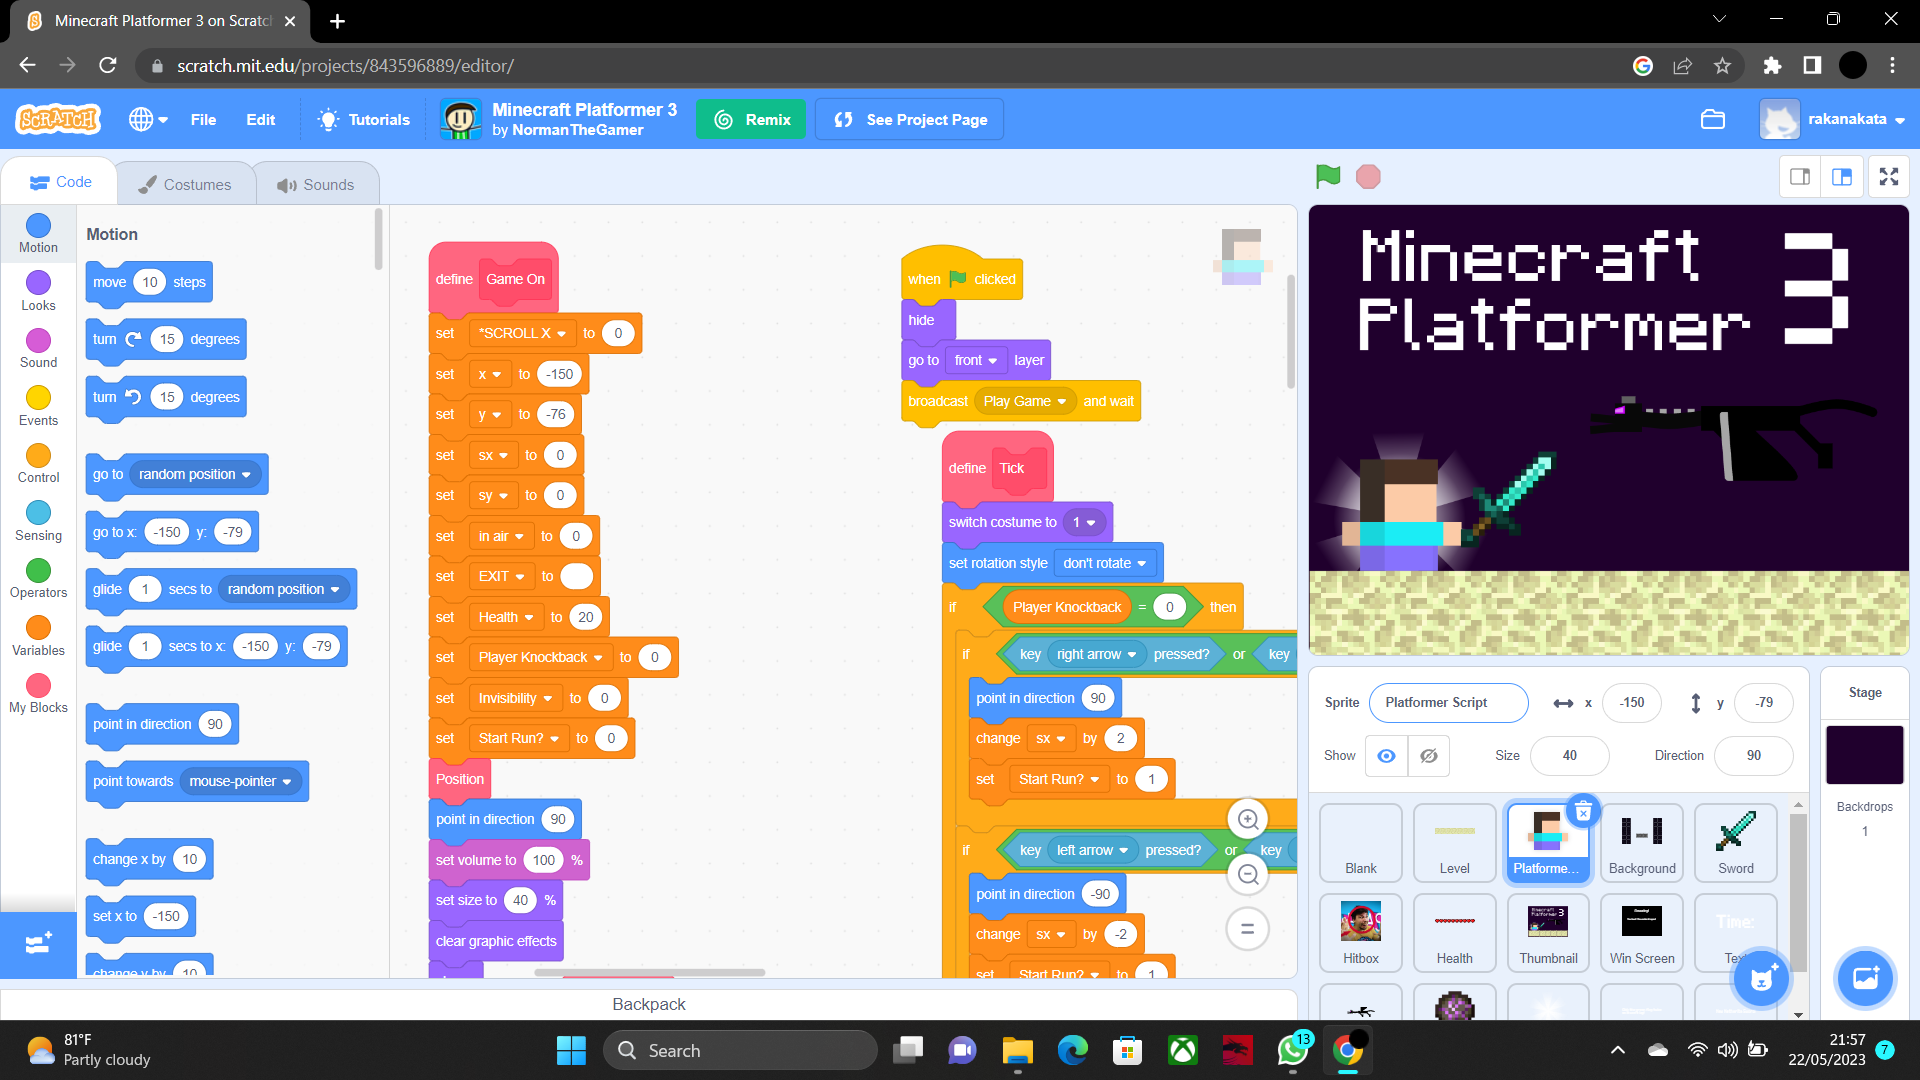 Minecraft Platformer 3 on Scratc
scratch.mit.edu/projects/843596889/editor/
SCRATCH
File
Edit
Tutorials
Minecraft Platformer 3
by NormanTheGamer
Remix
See Project Page
rakanakata
Code
Costumes
Sounds
Motion
Looks
Sound
Events
Control
Sensing
Operators
Variables
My Blocks
Motion
move 10 steps
turn 15 degrees
turn 15 degrees
go to random position
go to x: -150 y: -79
glide 1 secs to random position
glide 1 secs to x: -150 y: -79
point in direction 90
point towards mouse-pointer
change x by 10
set x to -150
change y by 10
define Game On
set *SCROLL X to 0
set x to -150
set y to -76
set sx to 0
set sy to 0
set in air to 0
set EXIT to
set Health to 20
set Player Knockback to 0
set Invisibility to 0
set Start Run? to 0
Position
point in direction 90
set volume to 100 %
set size to 40 %
clear graphic effects
when clicked
hide
go to front layer
broadcast Play Game and wait
define Tick
switch costume to 1
set rotation style don't rotate
if Player Knockback = 0 then
if key right arrow pressed? or key
point in direction 90
change sx by 2
set Start Run? to 1
if key left arrow pressed? or key
point in direction -90
change sx by -2
set Start Run? to 1
Backpack
Minecraft
Platformer
3
Sprite Platformer Script x -150 y -79
Show Size 40 Direction 90
Blank
Level
Platforme...
Background
Sword
Hitbox
Health
Thumbnail
Win Screen
Time:
Stage
Backdrops
1
81°F
Partly cloudy
Search
13
21:57
22/05/2023
7